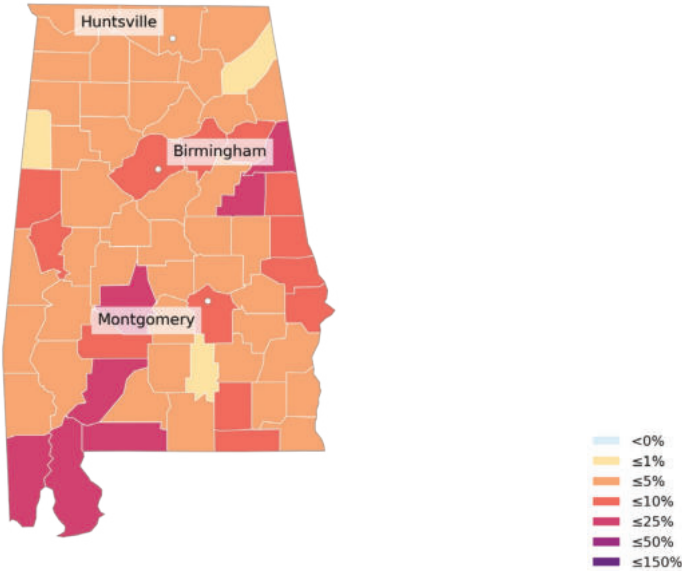 Huntsville
Birmingham
Montgomery
<0%
≤1%
≤5%
≤10%
≤25%
≤50%
≤150%